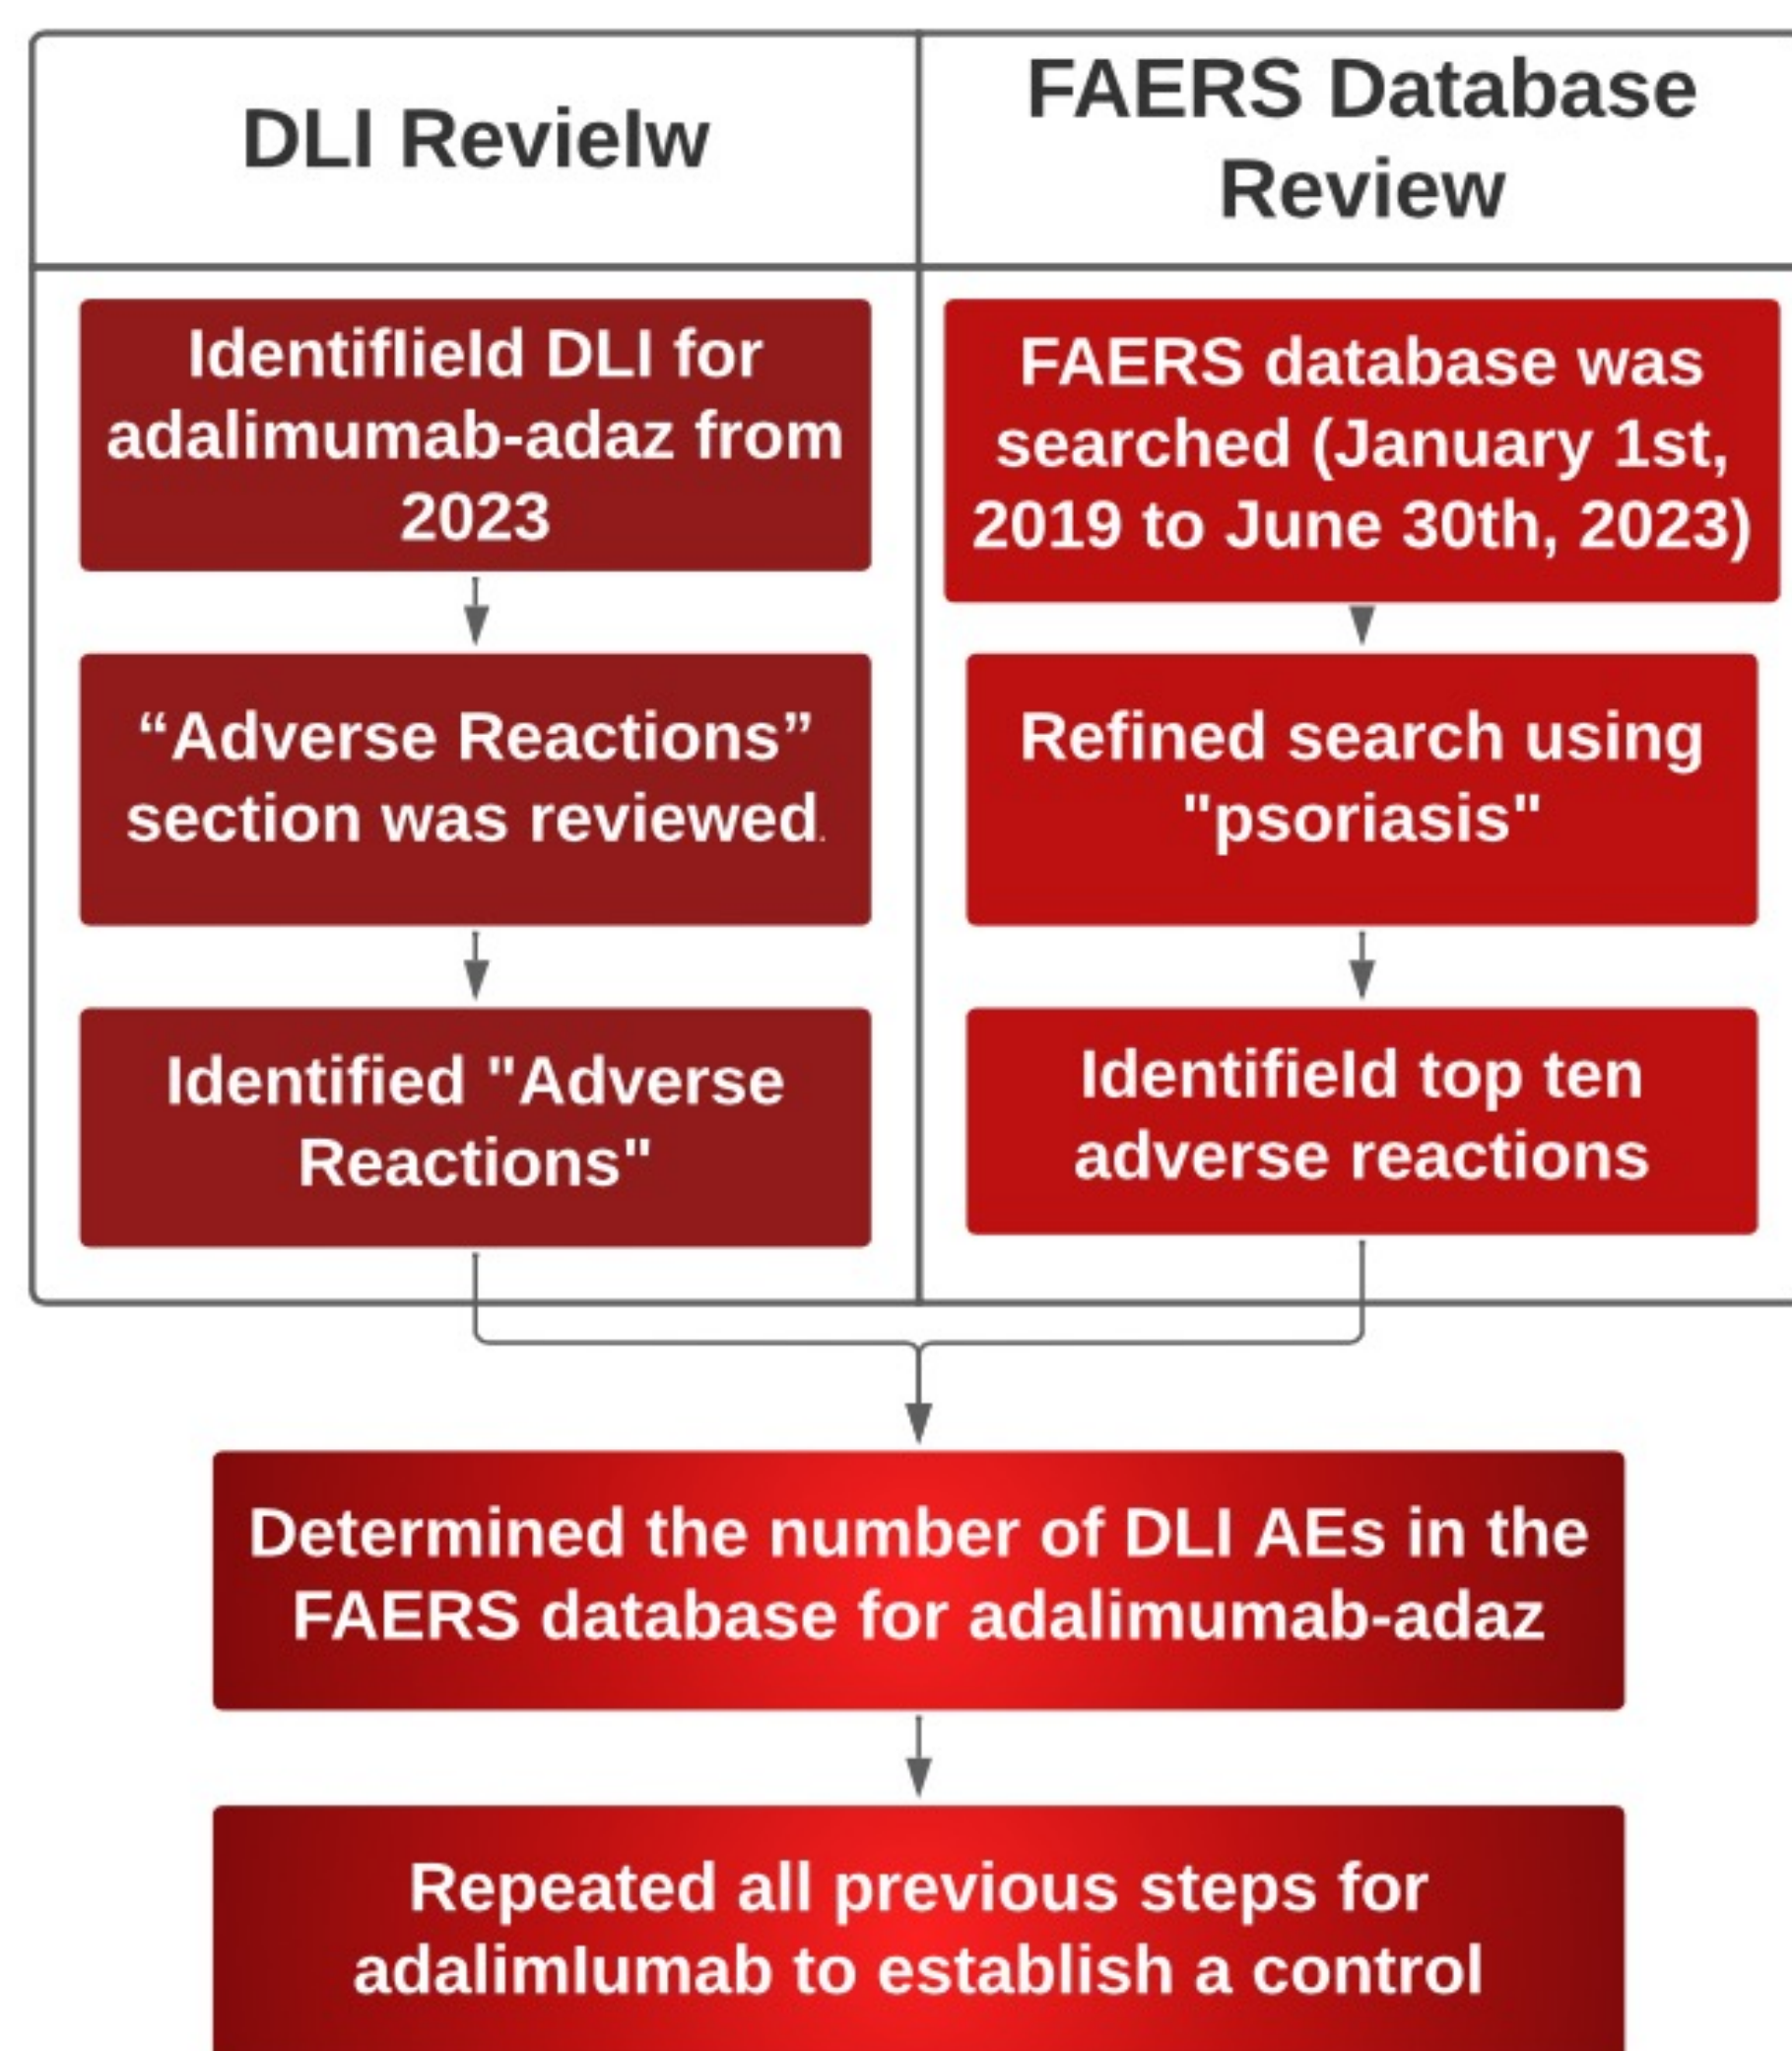 DLI Revielw
FAERS Database
Review
Identiflield DLI for
adalimumab-adaz from
2023
“Adverse Reactions”
section was reviewed.
Identified "Adverse
Reactions"
FAERS database was
searched (January 1st,
2019 to June 30th, 2023)
Refined search using
"psoriasis"
Identifield top ten
adverse reactions
Determined the number of DLI AEs in the
FAERS database for adalimumab-adaz
Repeated all previous steps for
adalimlumab to establish a control